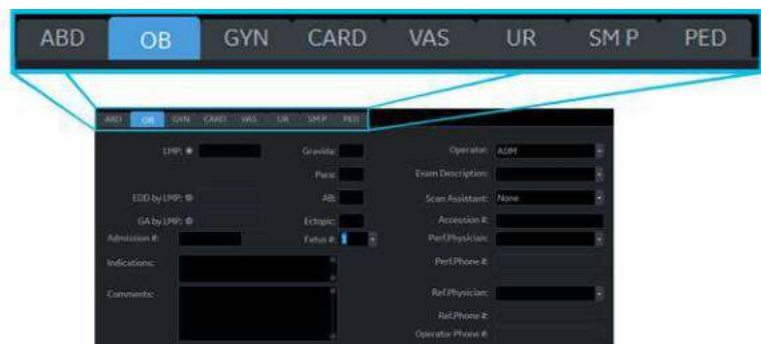 ABD OB GYN CARD VAS UR SM P PED
ABD OB GYN CARD VAS UR SM P PED
LMP: Gravida: Operator: ADM
Para: Exam Description:
EDD by LMP: AB: Scan Assistant: None
GA by LMP: Ectopic: Accession #:
Admission #: Fetus #: 1 Perf.Physician:
Indications: Perf.Phone #:
Comments: Ref.Physician:
Ref.Phone #:
Operator Phone #: